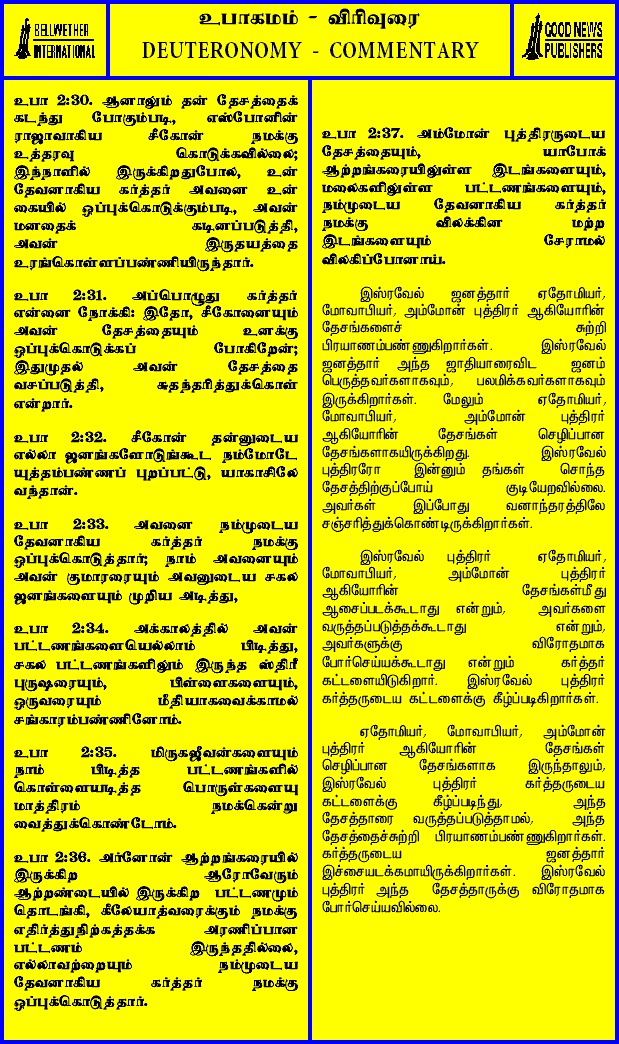 உபாகமம் - விரிவுரை
BELLWETHER
INTERNATIONAL
DEUTERONOMY - COMMENTARY
GOOD NEWS
PUBLISHERS
உபா 2:30. ஆனாலும் தன் தேசத்தைக்
கடந்து போகும்படி, எஸ்போனின்
ராஜாவாகிய சீகோன் நமக்கு
உத்தரவு கொடுக்கவில்லை;
இந்நாளில் இருக்கிறதுபோல, உன்
தேவனாகிய கர்த்தர் அவனை உன்
கையில் ஒப்புக்கொடுக்கும்படி, அவன்
மனதைக் கடினப்படுத்தி,
அவன் இருதயத்தை
உரங்கொள்ளப்பண்ணியிருந்தார்.
உபா 2:31. அப்பொழுது கர்த்தர்
என்னை நோக்கி: இதோ, சீகோனையும்
அவன் தேசத்தையும் உனக்கு
ஒப்புக்கொடுக்கப் போகிறேன்;
இதுமுதல் அவன் தேசத்தை
வசப்படுத்தி, சுதந்தரித்துக்கொள்
என்றார்.
உபா 2:32. சீகோன் தன்னுடைய
எல்லா ஜனங்களோடுங்கூட நம்மோடே
யுத்தம்பண்ணப் புறப்பட்டு, யாகாசிலே
வந்தான்.
உபா 2:33. அவனை நம்முடைய
தேவனாகிய கர்த்தர் நமக்கு
ஒப்புக்கொடுத்தார்; நாம் அவனையும்
அவன் குமாரரையும் அவனுடைய சகல
ஜனங்களையும் முறிய அடித்து,
உபா 2:34. அக்காலத்தில் அவன்
பட்டணங்களையெல்லாம் பிடித்து,
சகல பட்டணங்களிலும் இருந்த ஸ்திரீ
புருஷரையும், பிள்ளைகளையும்,
ஒருவரையும் மீதியாகவைக்காமல்
சங்காரம்பண்ணினோம்.
உபா 2:35. மிருகஜீவன்களையும்
நாம் பிடித்த பட்டணங்களில்
கொள்ளையடித்த பொருள்களையு
மாத்திரம் நமக்கென்று
வைத்துக்கொண்டோம்.
உபா 2:36. அர்னோன் ஆற்றங்கரையில்
இருக்கிற ஆரோவேரும்
ஆற்றண்டையில் இருக்கிற பட்டணமும்
தொடங்கி, கீலேயாத்வரைக்கும் நமக்கு
எதிர்த்துநிற்கத்தக்க அரணிப்பான
பட்டணம் இருந்ததில்லை,
எல்லாவற்றையும் நம்முடைய
தேவனாகிய கர்த்தர் நமக்கு
ஒப்புக்கொடுத்தார்.
உபா 2:37. அம்மோன் புத்திரருடைய
தேசத்தையும், யாபோக்
ஆற்றங்கரையிலுள்ள இடங்களையும்,
மலைகளிலுள்ள பட்டணங்களையும்,
நம்முடைய தேவனாகிய கர்த்தர்
நமக்கு விலக்கின மற்ற
இடங்களையும் சேராமல்
விலகிப்போனாய்.
இஸ்ரவேல் ஜனத்தார் ஏதோமியர்,
மோவாபியர், அம்மோன் புத்திரர் ஆகியோரின்
தேசங்களைச் சுற்றி
பிரயாணம்பண்ணுகிறார்கள். இஸ்ரவேல்
ஜனத்தார் அந்த ஜாதியாரைவிட ஜனம்
பெருத்தவர்களாகவும், பலமிக்கவர்களாகவும்
இருக்கிறார்கள். மேலும் ஏதோமியர்,
மோவாபியர், அம்மோன் புத்திரர்
ஆகியோரின் தேசங்கள் செழிப்பான
தேசங்களாகயிருக்கிறது. இஸ்ரவேல்
புத்திரரோ இன்னும் தங்கள் சொந்த
தேசத்திற்குப்போய் குடியேறவில்லை.
அவர்கள் இப்போது வனாந்தரத்திலே
சஞ்சரித்துக்கொண்டிருக்கிறார்கள்.
இஸ்ரவேல் புத்திரர் ஏதோமியர்,
மோவாபியர், அம்மோன் புத்திரர்
ஆகியோரின் தேசங்கள்மீது
ஆசைப்படக்கூடாது என்றும், அவர்களை
வருத்தப்படுத்தக்கூடாது என்றும்,
அவர்களுக்கு விரோதமாக
போர்செய்யக்கூடாது என்றும் கர்த்தர்
கட்டளையிடுகிறார். இஸ்ரவேல் புத்திரர்
கர்த்தருடைய கட்டளைக்கு கீழ்ப்படிகிறார்கள்.
ஏதோமியர், மோவாபியர், அம்மோன்
புத்திரர் ஆகியோரின் தேசங்கள்
செழிப்பான தேசங்களாக இருந்தாலும்,
இஸ்ரவேல் புத்திரர் கர்த்தருடைய
கட்டளைக்கு கீழ்ப்படிந்து, அந்த
தேசத்தாரை வருத்தப்படுத்தாமல், அந்த
தேசத்தைச்சுற்றி பிரயாணம்பண்ணுகிறார்கள்.
கர்த்தருடைய ஜனத்தார்
இச்சையடக்கமாயிருக்கிறார்கள். இஸ்ரவேல்
புத்திரர் அந்த தேசத்தாருக்கு விரோதமாக
போர்செய்யவில்லை.